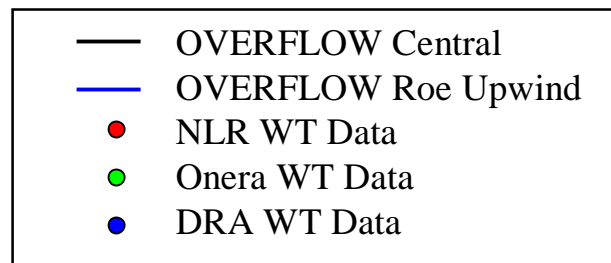 OVERFLOW Central
OVERFLOW Roe Upwind
NLR WT Data
Onera WT Data
DRA WT Data